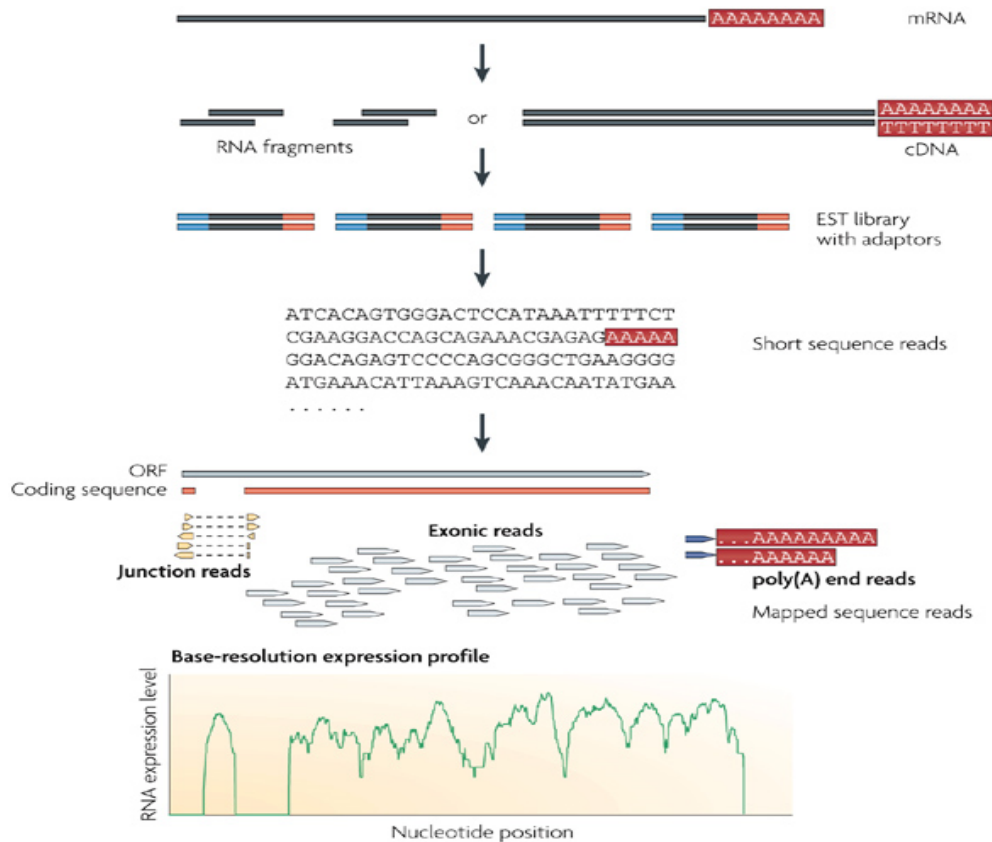 AAAAAAAA
mRNA
AAAAAAAA
or
TTTTTTTT
RNA fragments
cDNA
EST library
with adaptors
ATCACAGTGGGACTCCATAAATTTTTCT
CGAAGGACCAGCAGAAACGAGAGAAAAA
GGACAGAGTCCCCAGCGGGCTGAAGGGG
ATGAAACATTAAAGTCAAACAATATGAA
. . . . . .
Short sequence reads
ORF
Coding sequence
Exonic reads
...AAAAAAAAA
...AAAAAA
Junction reads
poly(A) end reads
Mapped sequence reads
Base-resolution expression profile
RNA expression level
Nucleotide position